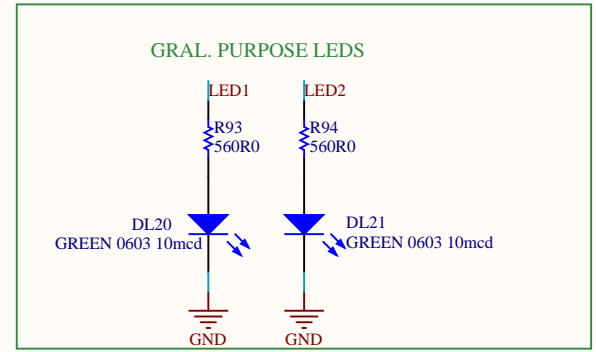 GRAL. PURPOSE LEDS
LED1
LED2
R93
560R0
R94
560R0
DL20
GREEN 0603 10mcd
DL21
GREEN 0603 10mcd
GND
GND